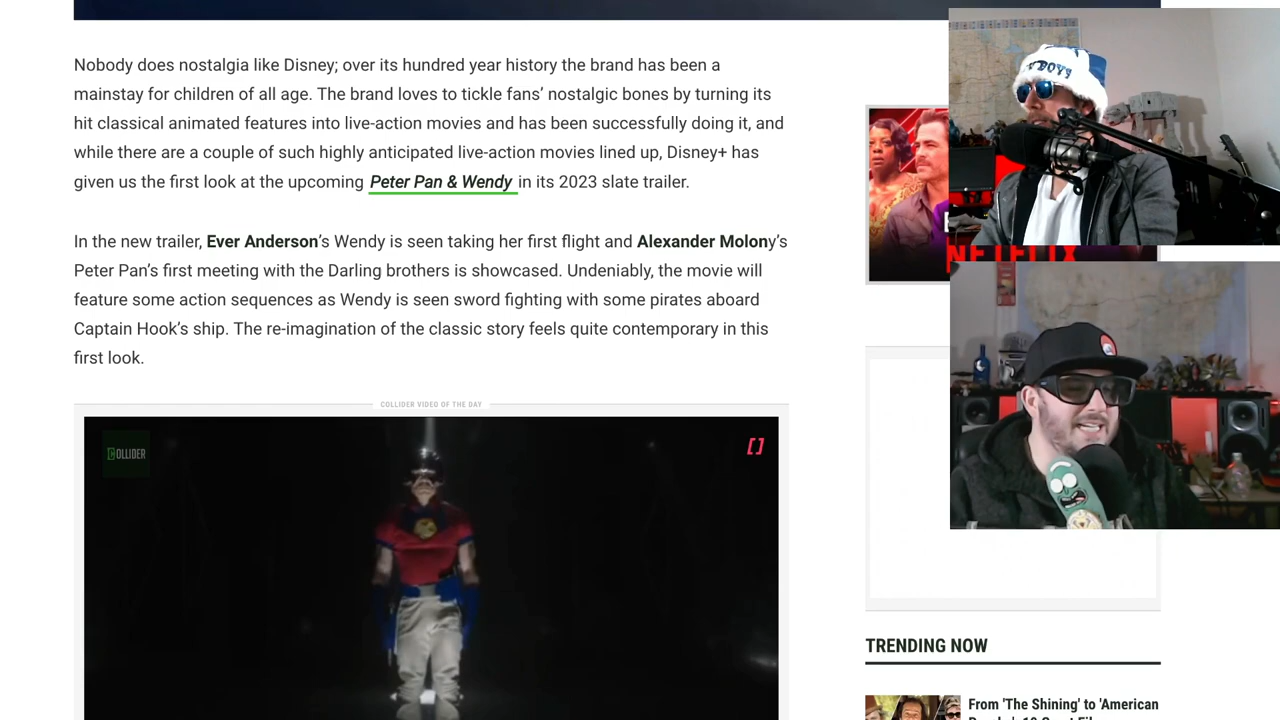 Nobody does nostalgia like Disney; over its hundred year history the brand has been a
mainstay for children of all age. The brand loves to tickle fans’ nostalgic bones by turning its
hit classical animated features into live-action movies and has been successfully doing it, and
while there are a couple of such highly anticipated live-action movies lined up, Disney+ has
given us the first look at the upcoming Peter Pan & Wendy in its 2023 slate trailer.
In the new trailer, Ever Anderson’s Wendy is seen taking her first flight and Alexander Molony’s
Peter Pan’s first meeting with the Darling brothers is showcased. Undeniably, the movie will
feature some action sequences as Wendy is seen sword fighting with some pirates aboard
Captain Hook’s ship. The re-imagination of the classic story feels quite contemporary in this
first look.
COLLIDER VIDEO OF THE DAY
COLLIDER
BOYS
NETFLIX
TRENDING NOW
From 'The Shining' to 'American